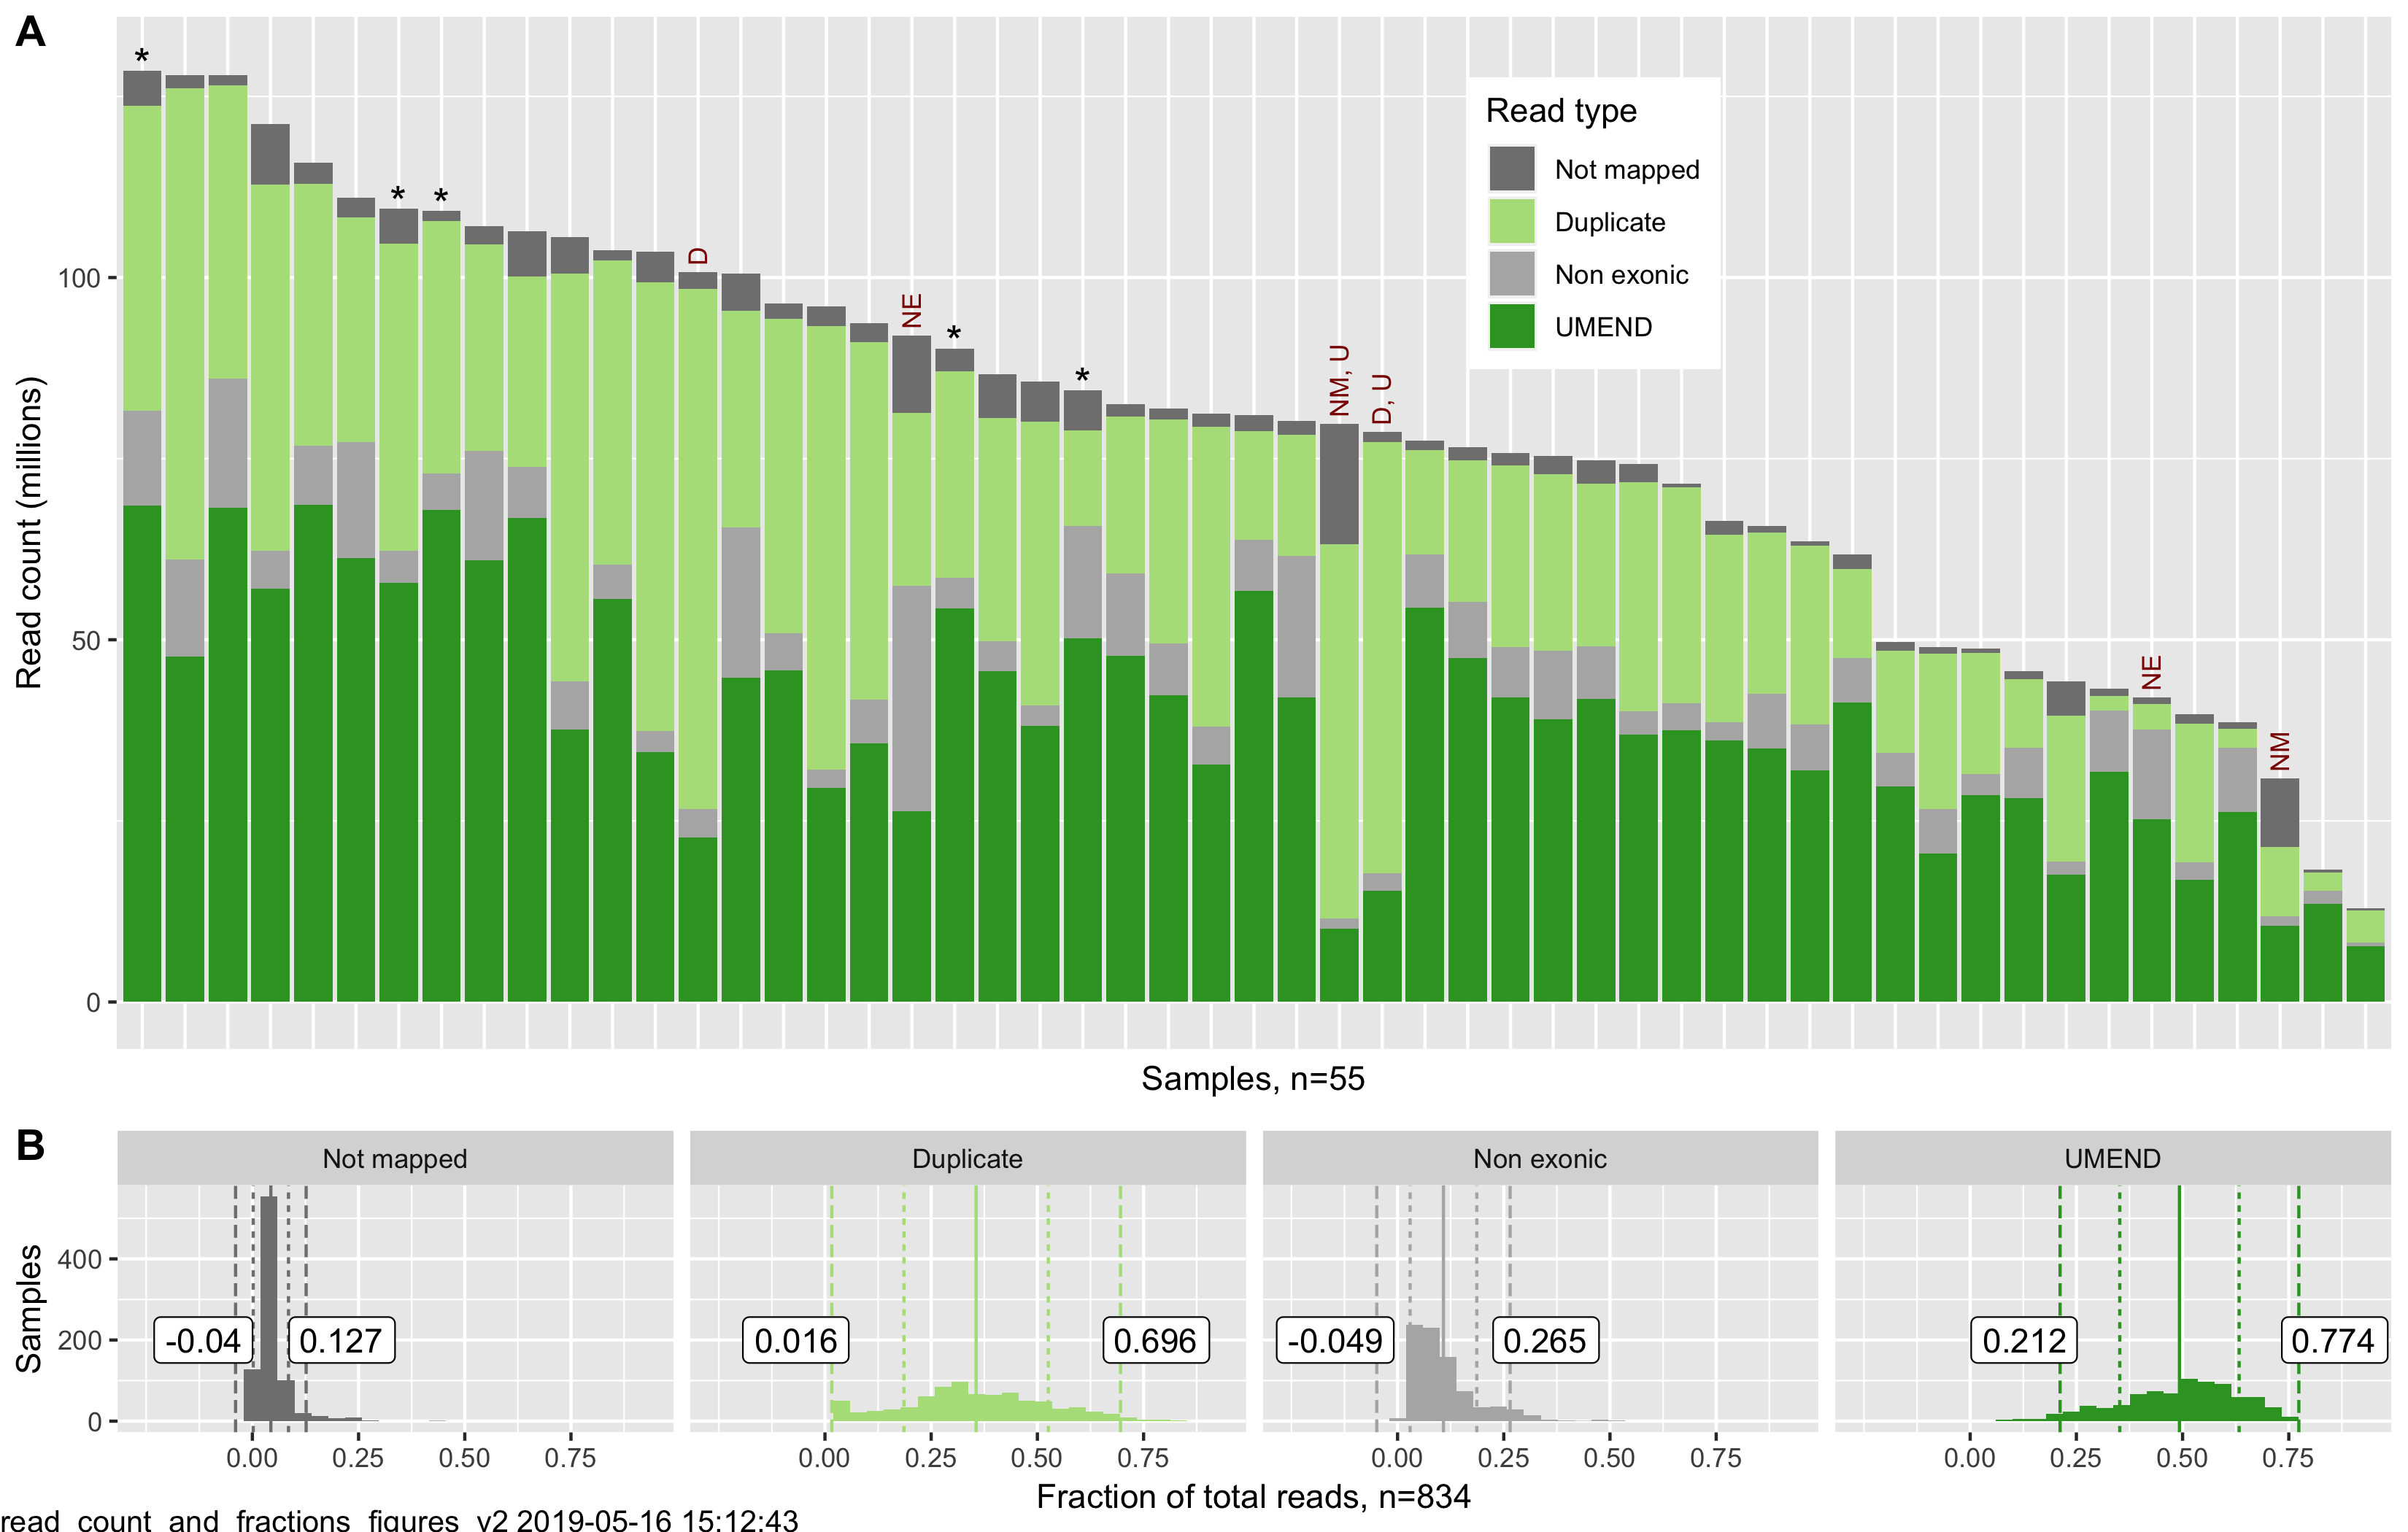 A
*
* *
D
NE
*
*
NM, U
D, U
NE
NM
Read type
Not mapped
Duplicate
Non exonic
UMEND
Read count (millions)
100
50
0
Samples, n=55
B
Not mapped Duplicate Non exonic UMEND
Samples
400
200
0
-0.04 0.127 0.016 0.696 -0.049 0.265 0.212 0.774
0.00 0.25 0.50 0.75 0.00 0.25 0.50 0.75 0.00 0.25 0.50 0.75 0.00 0.25 0.50 0.75
Fraction of total reads, n=834
read_count_and_fractions_figures_v2 2019-05-16 15:12:43